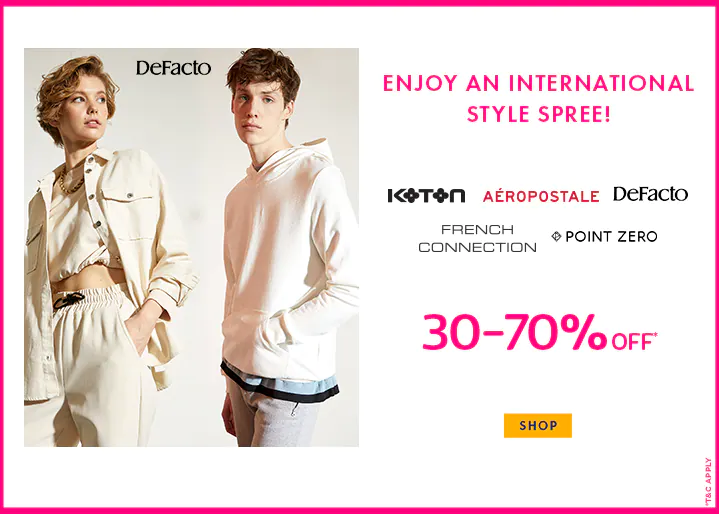 DeFacto
ENJOY AN INTERNATIONAL
STYLE SPREE!
KOTON AÉROPOSTALE DeFacto
FRENCH
CONNECTION
POINT ZERO
30-70% OFF*
SHOP
*T&C APPLY